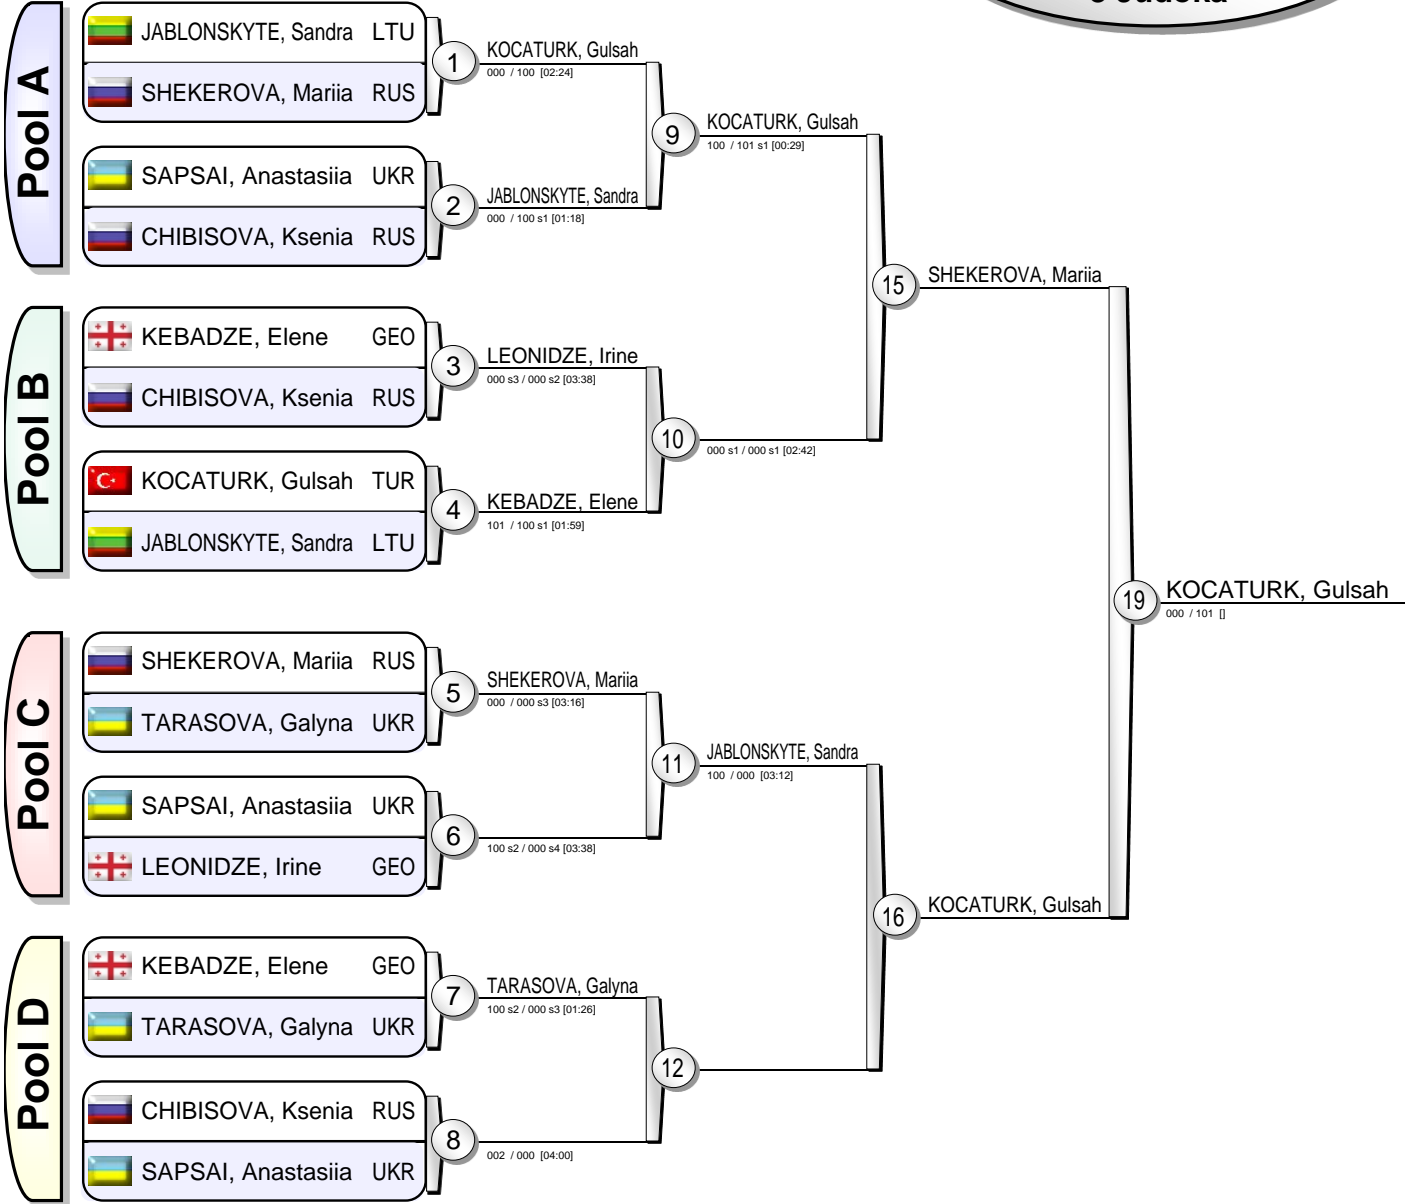 Pool A
JABLONSKYTE, Sandra LTU
SHEKEROVA, Mariia RUS
1
KOCATURK, Gulsah
000 / 100 [02:24]
SAPSAI, Anastasiia UKR
CHIBISOVA, Ksenia RUS
2
JABLONSKYTE, Sandra
000 / 100 s1 [01:18]
9
KOCATURK, Gulsah
100 / 101 s1 [00:29]
Pool B
KEBADZE, Elene GEO
CHIBISOVA, Ksenia RUS
3
LEONIDZE, Irine
000 s3 / 000 s2 [03:38]
KOCATURK, Gulsah TUR
JABLONSKYTE, Sandra LTU
4
KEBADZE, Elene
101 / 100 s1 [01:59]
10
000 s1 / 000 s1 [02:42]
15
SHEKEROVA, Mariia
Pool C
SHEKEROVA, Mariia RUS
TARASOVA, Galyna UKR
5
SHEKEROVA, Mariia
000 / 000 s3 [03:16]
SAPSAI, Anastasiia UKR
LEONIDZE, Irine GEO
6
100 s2 / 000 s4 [03:38]
11
JABLONSKYTE, Sandra
100 / 000 [03:12]
Pool D
KEBADZE, Elene GEO
TARASOVA, Galyna UKR
7
TARASOVA, Galyna
100 s2 / 000 s3 [01:26]
CHIBISOVA, Ksenia RUS
SAPSAI, Anastasiia UKR
8
002 / 000 [04:00]
12
16
KOCATURK, Gulsah
19
KOCATURK, Gulsah
000 / 101 []